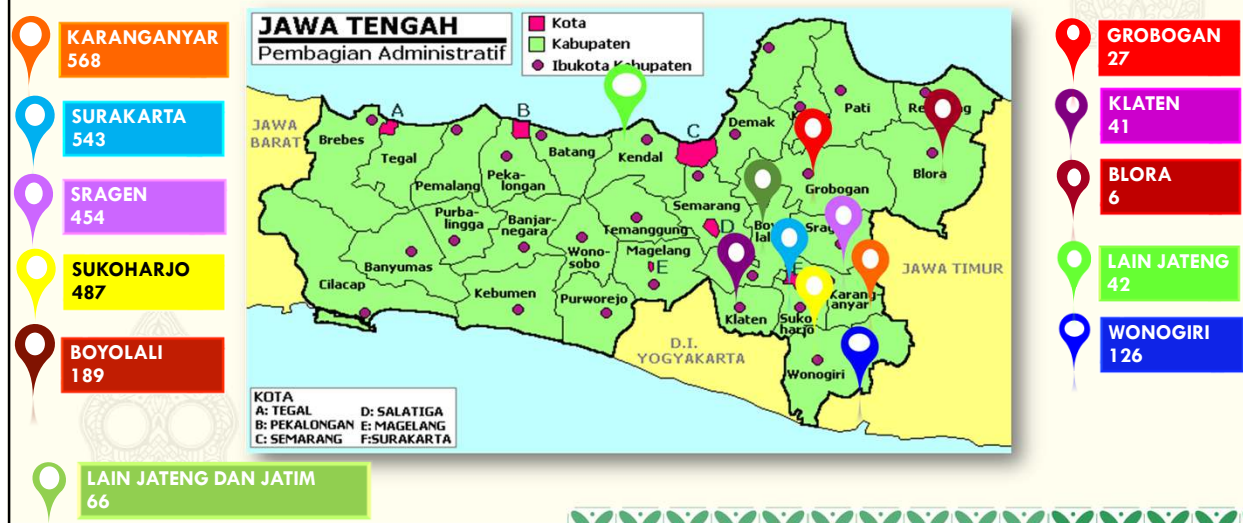 KARANGANYAR
568
SURAKARTA
543
SRAGEN
454
SUKOHARJO
487
BOYOLALI
189
LAIN JATENG DAN JATIM
66
JAWA TENGAH
Pembagian Administratif
Kota
Kabupaten
Ibukota Kabupaten
JAWA
BARAT
A
B
C
Brebes
Tegal
Pemalang
Peka-
longan
Batang
Kendal
Demak
Pati
Grobogan
Blora
Semarang
D
Purba-
lingga
Banjar-
negara
Temanggung
Wono-
sobo
Magelang
E
Banyumas
Cilacap
Kebumen
Purworejo
Klaten
Suko-
harjo
Karang
anyar
Wonogiri
JAWA TIMUR
D.I.
YOGYAKARTA
KOTA
A: TEGAL D: SALATIGA
B: PEKALONGAN E: MAGELANG
C: SEMARANG F:SURAKARTA
GROBOGAN
27
KLATEN
41
BLORA
6
LAIN JATENG
42
WONOGIRI
126